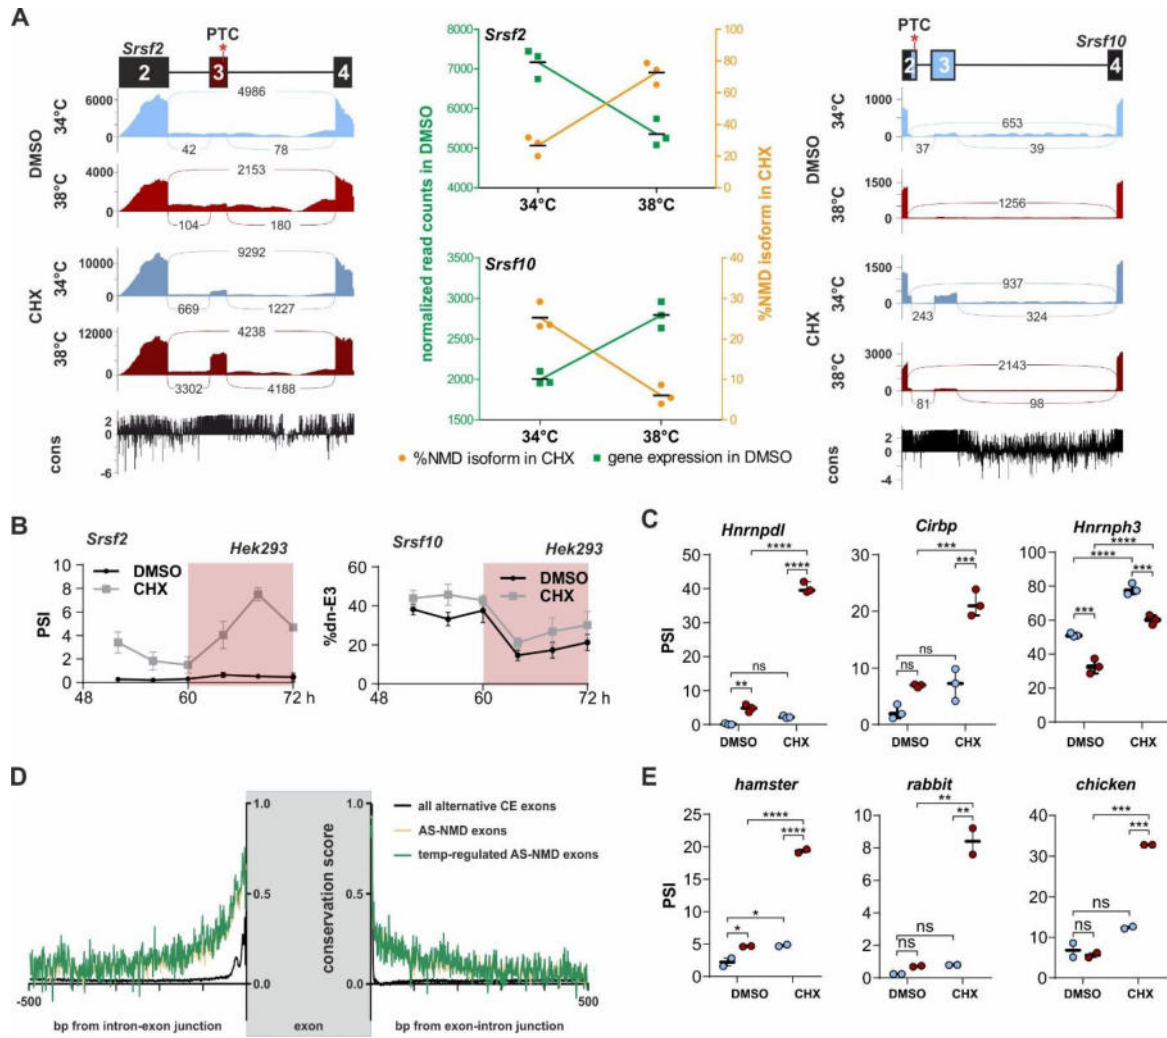 A
Srsf2
PTC
*
2
3
4
DMSO
34°C
6000
0
4986
42
78
38°C
4000
0
2153
104
180
CHX
34°C
10000
0
9292
669
1227
38°C
12000
0
4238
3302
4188
cons
2
-6
Srsf2
normalized read counts in DMSO
8000
7000
6000
5000
4000
%NMD isoform in CHX
100
80
60
40
20
0
34°C
38°C
Srsf10
3500
3000
2500
2000
1500
40
30
20
10
0
34°C
38°C
%NMD isoform in CHX
gene expression in DMSO
PTC
*
Srsf10
2
3
4
DMSO
34°C
1000
0
653
37
39
38°C
1500
0
1256
CHX
34°C
1500
0
937
243
324
38°C
3000
0
2143
81
98
cons
2
0
-4
B
Srsf2
Hek293
DMSO
CHX
PSI
10
8
6
4
2
0
48
60
72 h
Srsf10
Hek293
DMSO
CHX
%dn-E3
60
40
20
0
48
60
72 h
C
Hnrnpdl
PSI
50
40
30
20
10
0
****
****
ns
**
DMSO
CHX
Cirbp
30
20
10
0
***
***
ns
ns
DMSO
CHX
Hnrnph3
100
80
60
40
20
0
****
****
***
***
DMSO
CHX
D
1.0
0.5
0.0
conservation score
1.0
0.5
0.0
all alternative CE exons
AS-NMD exons
temp-regulated AS-NMD exons
-500
500
bp from intron-exon junction
exon
bp from exon-intron junction
E
hamster
PSI
25
20
15
10
5
0
****
****
*
*
DMSO
CHX
rabbit
10
8
6
4
2
0
**
**
ns
ns
DMSO
CHX
chicken
40
30
20
10
0
***
***
ns
ns
DMSO
CHX